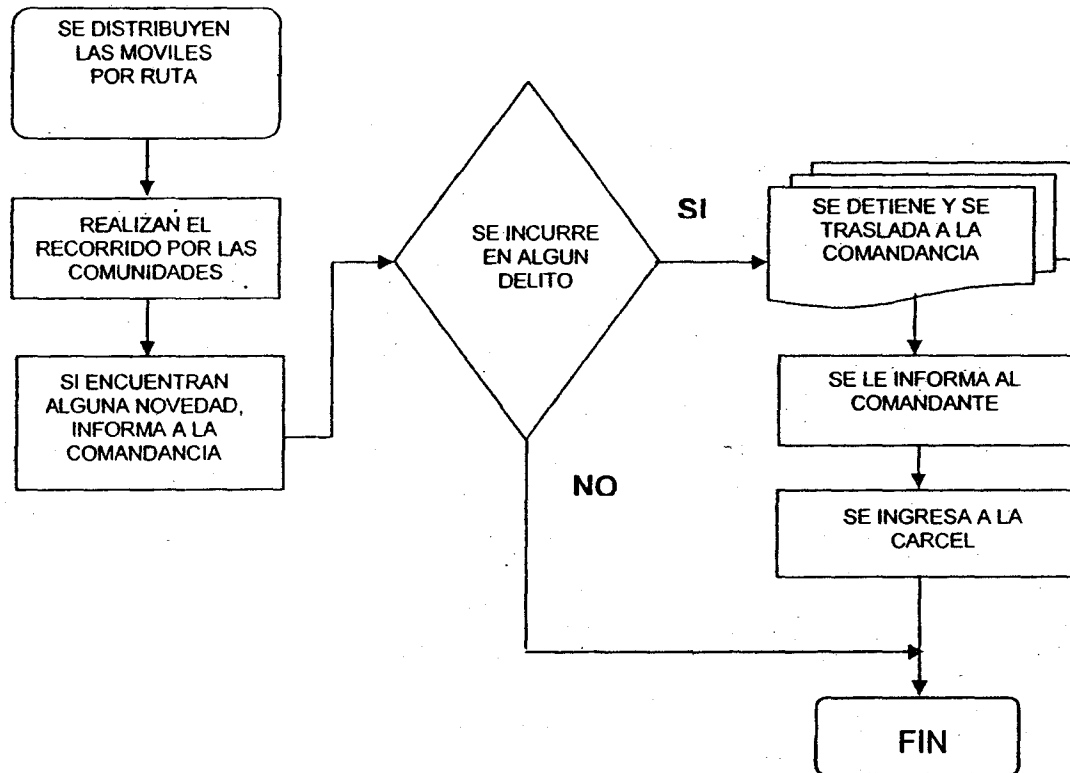 SE DISTRIBUYEN
LAS MOVILES
POR RUTA
REALIZAN EL
RECORRIDO POR LAS
COMUNIDADES
SI ENCUENTRAN
ALGUNA NOVEDAD,
INFORMA A LA
COMANDANCIA
SE INCURRE
EN ALGUN
DELITO
SI
NO
SE DETIENE Y SE
TRASLADA A LA
COMANDANCIA
SE LE INFORMA AL
COMANDANTE
SE INGRESA A LA
CARCEL
FIN